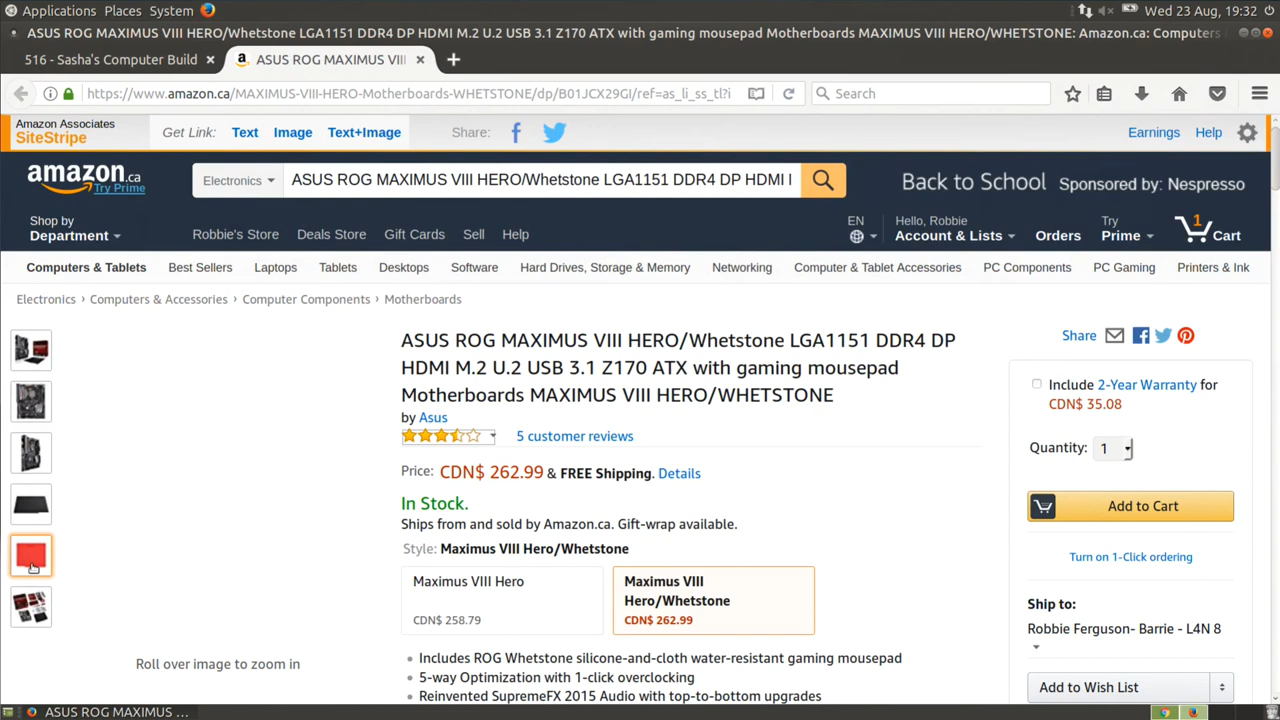 Applications Places System
Wed 23 Aug, 19:32
ASUS ROG MAXIMUS VIII HERO/Whetstone LGA1151 DDR4 DP HDMI M.2 U.2 USB 3.1 Z170 ATX with gaming mousepad Motherboards MAXIMUS VIII HERO/WHETSTONE: Amazon.ca: Computers
516 - Sasha's Computer Build
ASUS ROG MAXIMUS VIII
https://www.amazon.ca/MAXIMUS-VIII-HERO-Motherboards-WHETSTONE/dp/B01JCX29GI/ref=as_li_ss_tl?i
Search
Amazon Associates
SiteStripe
Get Link: Text Image Text+Image
Share:
Earnings Help
amazon.ca
Try Prime
Electronics
ASUS ROG MAXIMUS VIII HERO/Whetstone LGA1151 DDR4 DP HDMI
Back to School Sponsored by: Nespresso
Shop by
Department
Robbie's Store Deals Store Gift Cards Sell Help
EN
Hello, Robbie
Account & Lists
Orders
Try
Prime
1
Cart
Computers & Tablets Best Sellers Laptops Tablets Desktops Software Hard Drives, Storage & Memory Networking Computer & Tablet Accessories PC Components PC Gaming Printers & Ink
Electronics › Computers & Accessories › Computer Components › Motherboards
ASUS ROG MAXIMUS VIII HERO/Whetstone LGA1151 DDR4 DP
HDMI M.2 U.2 USB 3.1 Z170 ATX with gaming mousepad
Motherboards MAXIMUS VIII HERO/WHETSTONE
by Asus
5 customer reviews
Price: CDN$ 262.99 & FREE Shipping. Details
In Stock.
Ships from and sold by Amazon.ca. Gift-wrap available.
Style: Maximus VIII Hero/Whetstone
Maximus VIII Hero
CDN$ 258.79
Maximus VIII
Hero/Whetstone
CDN$ 262.99
• Includes ROG Whetstone silicone-and-cloth water-resistant gaming mousepad
• 5-way Optimization with 1-click overclocking
• Reinvented SupremeFX 2015 Audio with top-to-bottom upgrades
Roll over image to zoom in
Share
Include 2-Year Warranty for
CDN$ 35.08
Quantity: 1
Add to Cart
Turn on 1-Click ordering
Ship to:
Robbie Ferguson- Barrie - L4N 8
Add to Wish List
ASUS ROG MAXIMUS ...